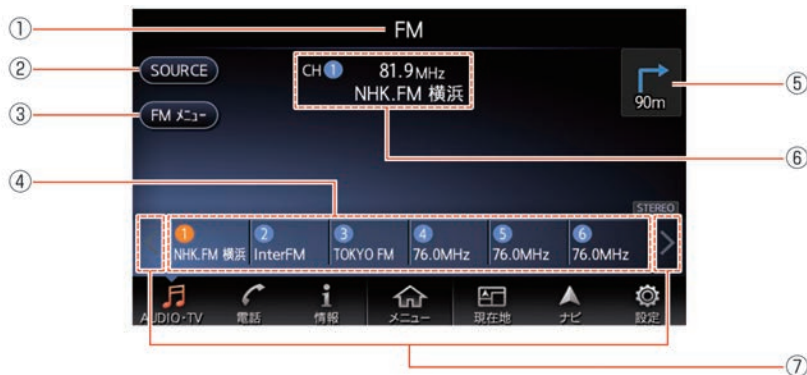 ① FM
② SOURCE
CH 1 81.9MHz
NHK.FM 横浜
90m ⑤
③ FM メニュー
⑥
④
STEREO
1 NHK.FM 横浜
2 InterFM
3 TOKYO FM
4 76.0MHz
5 76.0MHz
6 76.0MHz
AUDIO・TV 電話 情報 メニュー 現在地 ナビ 設定
⑦